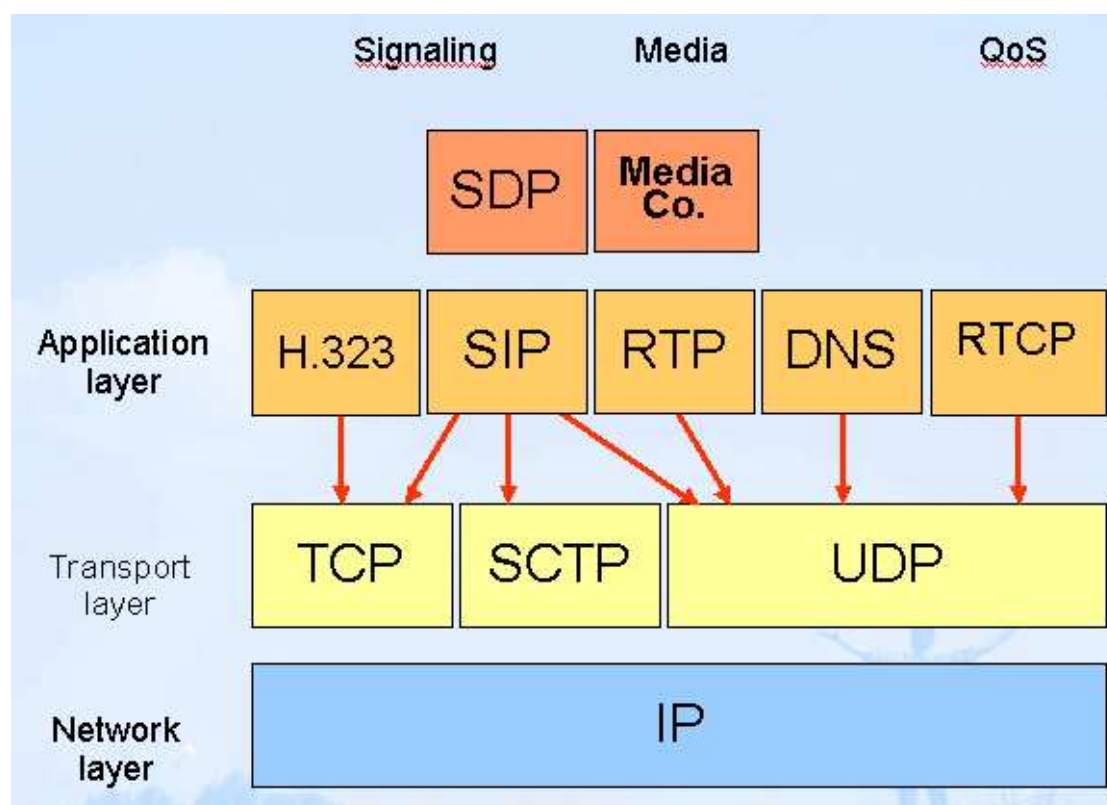 Signaling Media QoS
SDP
Media
Co.
Application
layer
H.323 SIP RTP DNS RTCP
Transport
layer
TCP SCTP UDP
Network
layer
IP